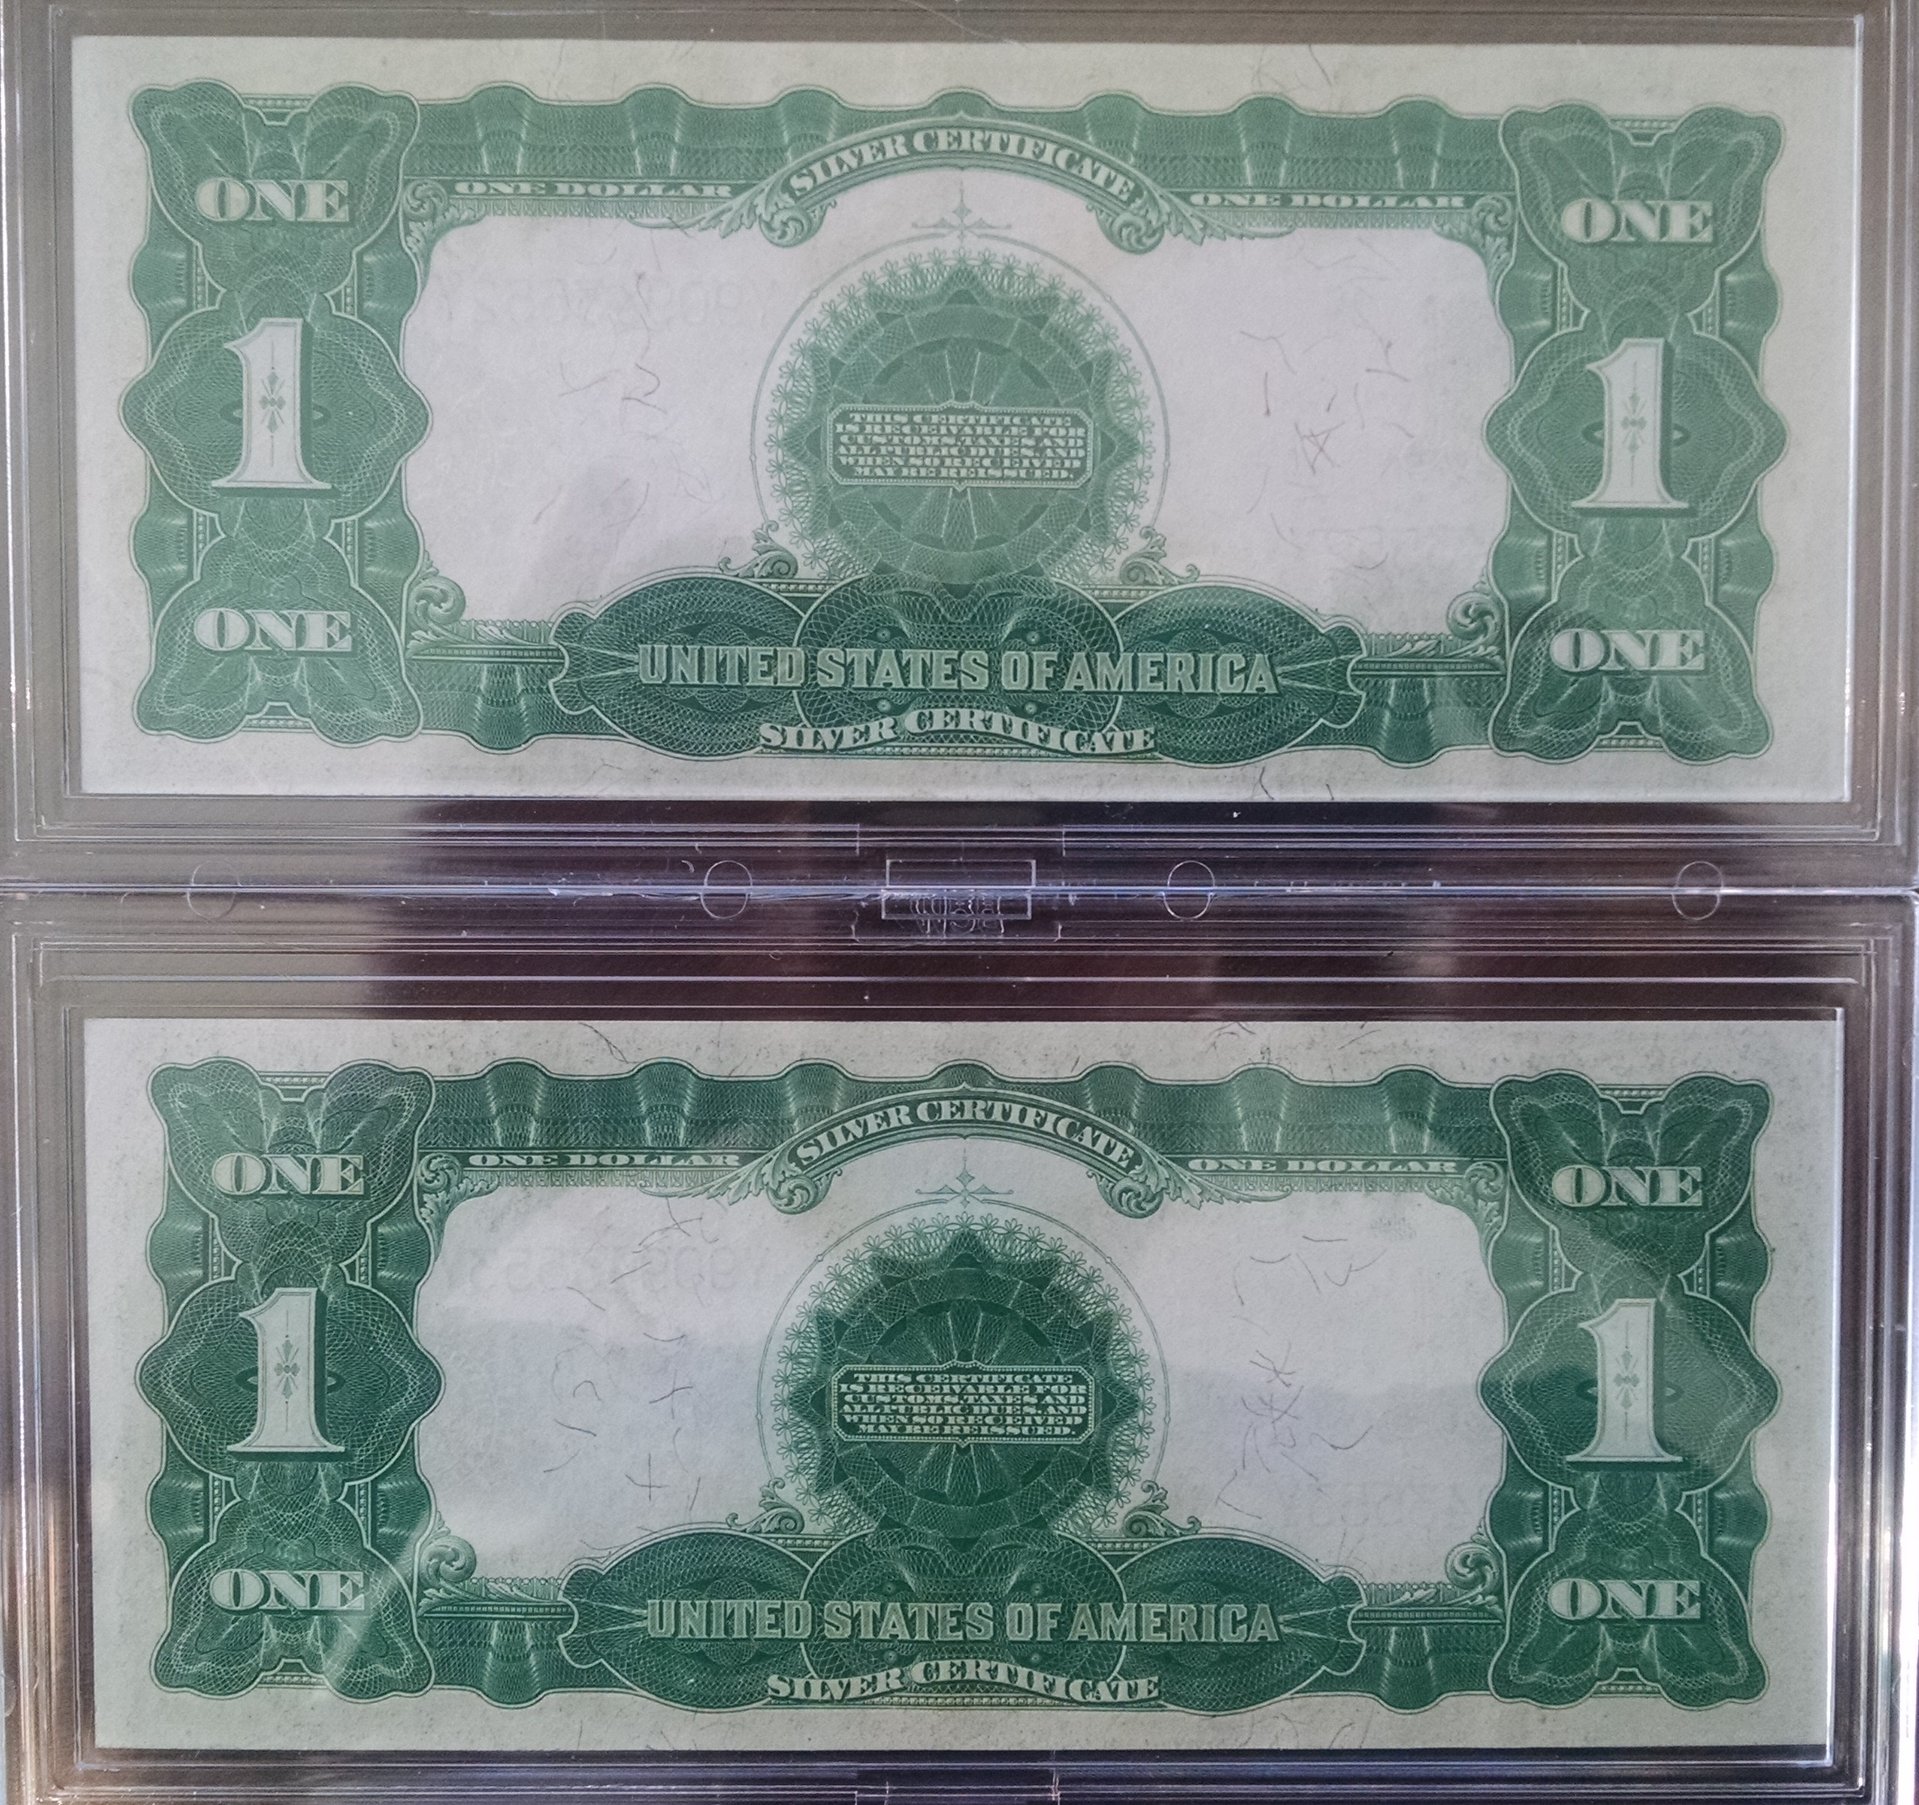 SILVER CERTIFICATE
ONE DOLLAR ONE DOLLAR
ONE ONE
THIS CERTIFICATE
IS RECEIVABLE FOR
CUSTOMS, TAXES AND
ALL PUBLIC DUES, AND
WHEN SO RECEIVED
MAY BE REISSUED.
1 1
ONE ONE
UNITED STATES OF AMERICA
SILVER CERTIFICATE
SILVER CERTIFICATE
ONE DOLLAR ONE DOLLAR
ONE ONE
THIS CERTIFICATE
IS RECEIVABLE FOR
CUSTOMS, TAXES AND
ALL PUBLIC DUES, AND
WHEN SO RECEIVED
MAY BE REISSUED.
1 1
ONE ONE
UNITED STATES OF AMERICA
SILVER CERTIFICATE